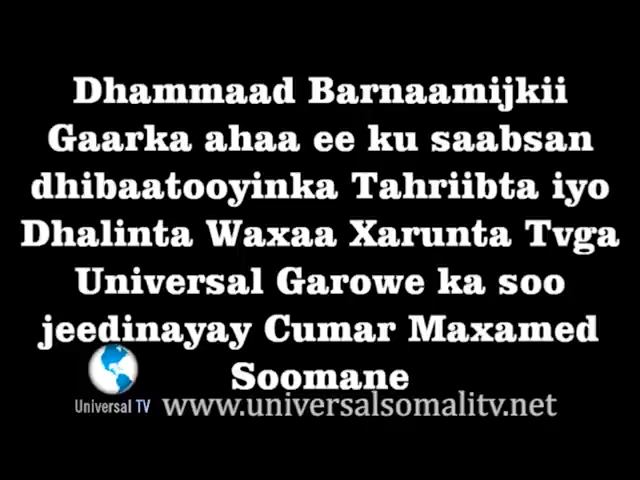 Dhammaad Barnaamijkii
Gaarka ahaa ee ku saabsan
dhibaatooyinka Tahriibta iyo
Dhalinta Waxaa Xarunta Tvga
Universal Garowe ka soo
jeedinayay Cumar Maxamed
Soomane
Universal TV www.universalsomalitv.net